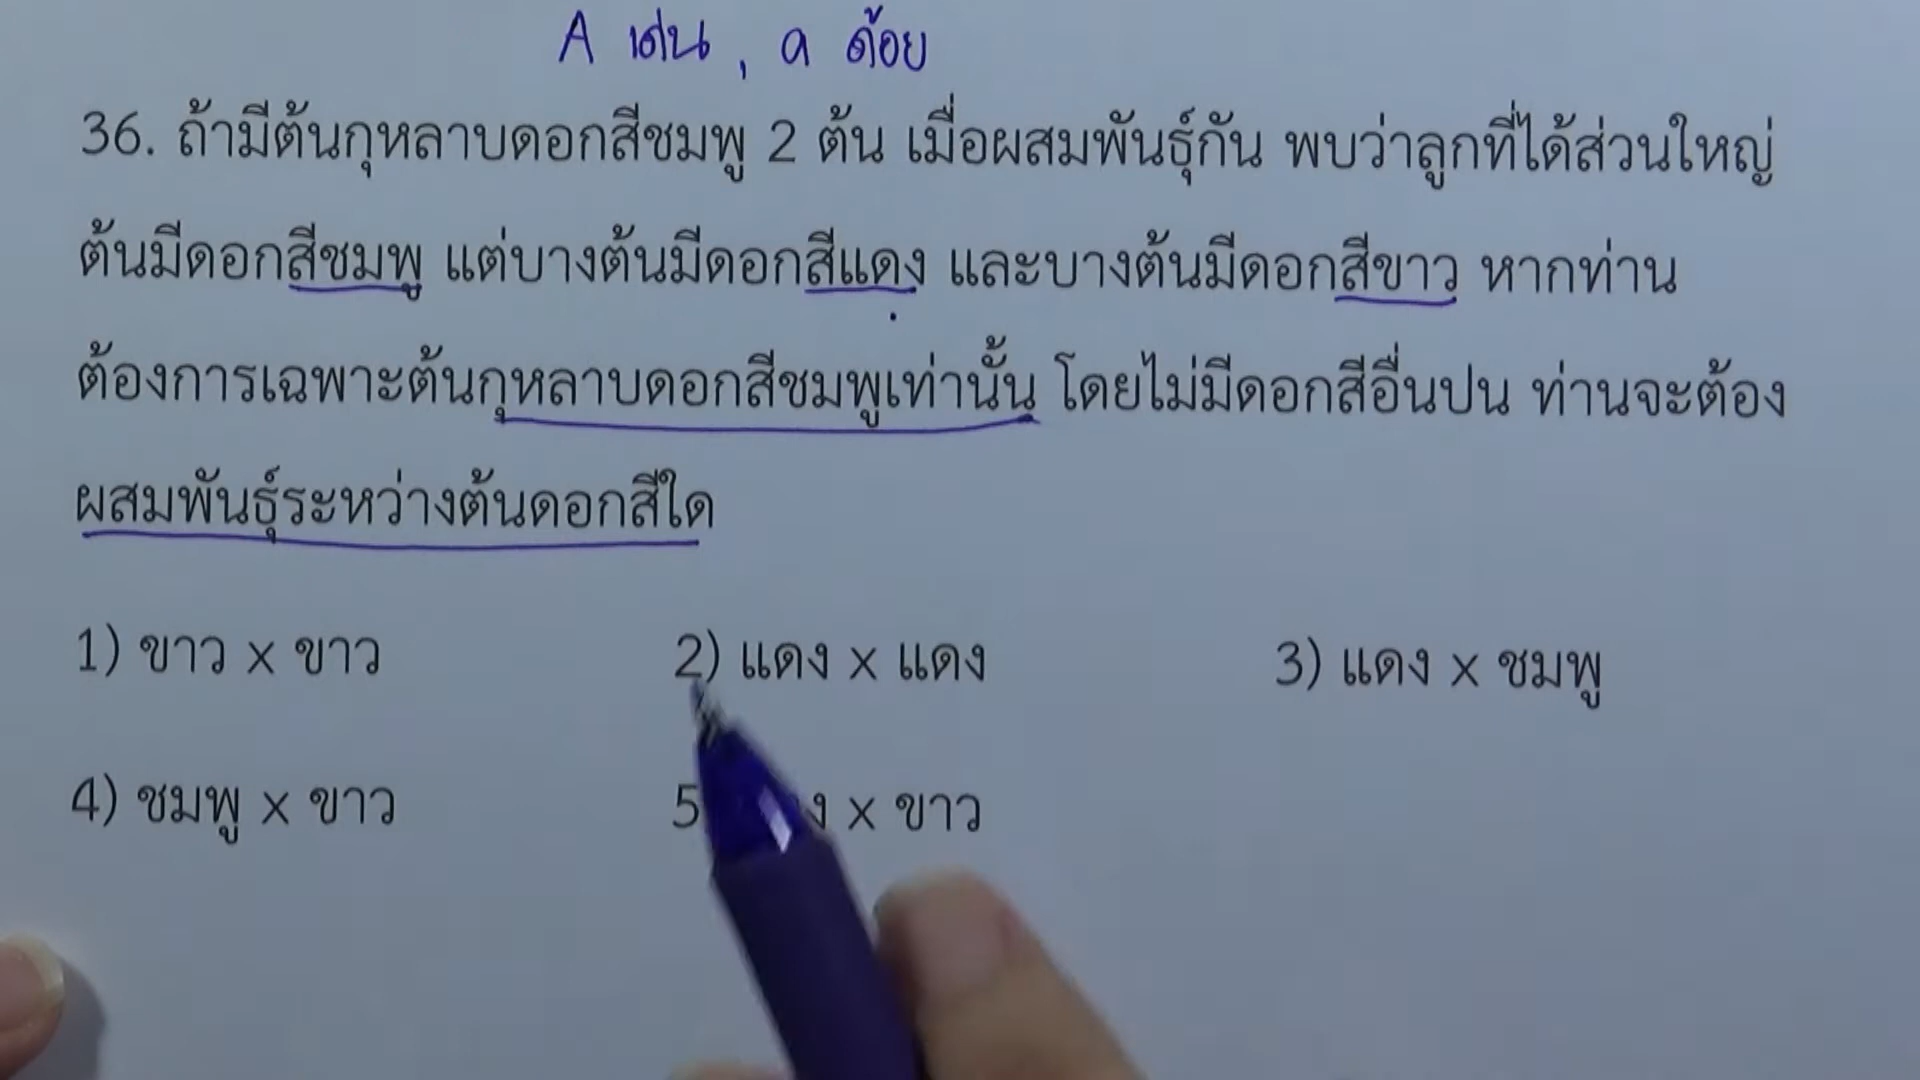 A เด่น , a ด้อย
36. ถ้ามีต้นกุหลาบดอกสีชมพู 2 ต้น เมื่อผสมพันธุ์กัน พบว่าลูกที่ได้ส่วนใหญ่
ต้นมีดอกสีชมพู แต่บางต้นมีดอกสีแดง และบางต้นมีดอกสีขาว หากท่าน
ต้องการเฉพาะต้นกุหลาบดอกสีชมพูเท่านั้น โดยไม่มีดอกสีอื่นปน ท่านจะต้อง
ผสมพันธุ์ระหว่างต้นดอกสีใด
1) ขาว x ขาว 2) แดง x แดง 3) แดง x ชมพู
4) ชมพู x ขาว 5 x ขาว